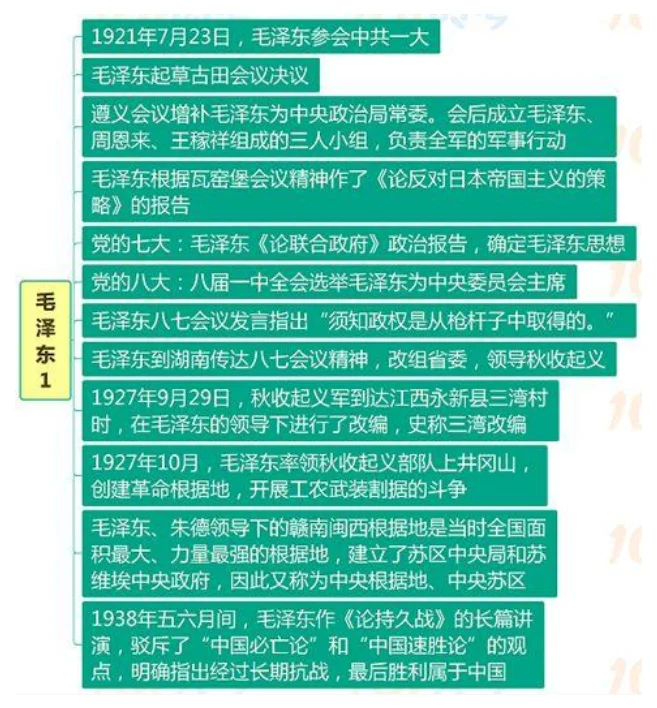 1921年7月23日，毛泽东参会中共一大
毛泽东起草古田会议决议
遵义会议增补毛泽东为中央政治局常委。会后成立毛泽东、
周恩来、王稼祥组成的三人小组，负责全军的军事行动
毛泽东根据瓦窑堡会议精神作了《论反对日本帝国主义的策
略》的报告
党的七大：毛泽东《论联合政府》政治报告，确定毛泽东思想
党的八大：八届一中全会选举毛泽东为中央委员会主席
毛泽东八七会议发言指出“须知政权是从枪杆子中取得的。”
毛泽东到湖南传达八七会议精神，改组省委，领导秋收起义
1927年9月29日，秋收起义军到达江西永新县三湾村
时，在毛泽东的领导下进行了改编，史称三湾改编
1927年10月，毛泽东率领秋收起义部队上井冈山，
创建革命根据地，开展工农武装割据的斗争
毛泽东、朱德领导下的赣南闽西根据地是当时全国面
积最大、力量最强的根据地，建立了苏区中央局和苏
维埃中央政府，因此又称为中央根据地、中央苏区
1938年五六月间，毛泽东作《论持久战》的长篇讲
演，驳斥了“中国必亡论”和“中国速胜论”的观
点，明确指出经过长期抗战，最后胜利属于中国
毛
泽
东
1